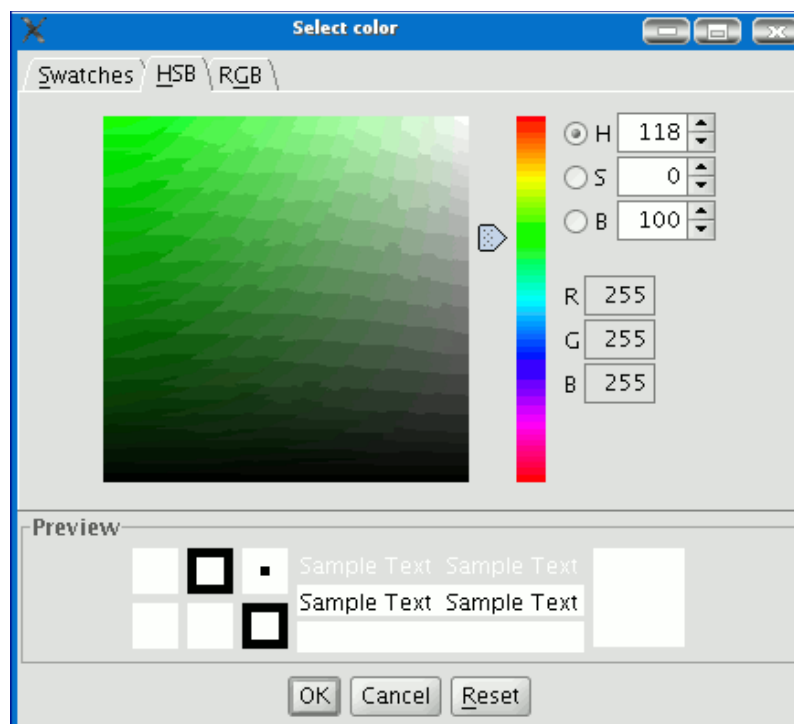 Select color
Swatches HSB RGB
H 118
S 0
B 100
R 255
G 255
B 255
Preview
Sample Text Sample Text
Sample Text Sample Text
OK Cancel Reset